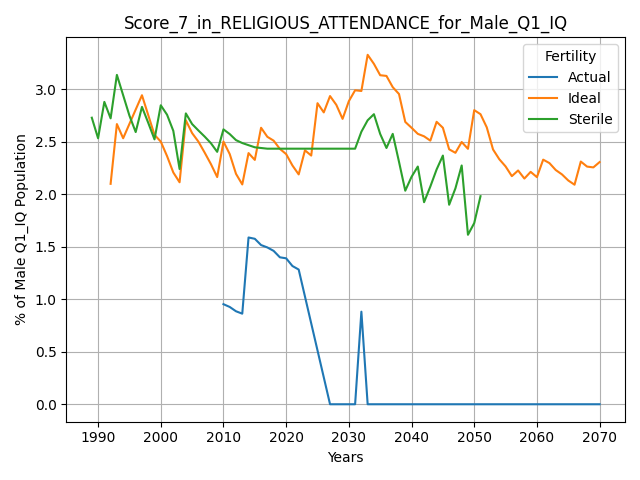 Score_7_in_RELIGIOUS_ATTENDANCE_for_Male_Q1_IQ
% of Male Q1_IQ Population
3.0
2.5
2.0
1.5
1.0
0.5
0.0
Fertility
Actual
Ideal
Sterile
1990 2000 2010 2020 2030 2040 2050 2060 2070
Years